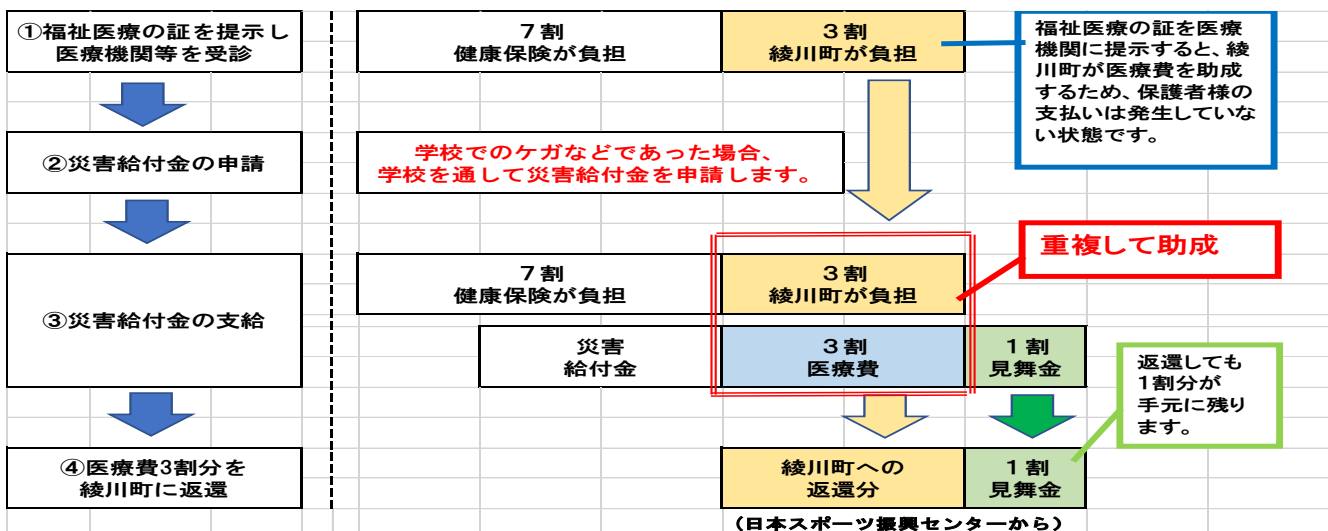 ①福祉医療の証を提示し
医療機関等を受診
7割
健康保険が負担
3割
綾川町が負担
福祉医療の証を医療
機関に提示すると、綾
川町が医療費を助成
するため、保護者様の
支払いは発生していな
い状態です。
②災害給付金の申請
学校でのケガなどであった場合、
学校を通して災害給付金を申請します。
重複して助成
③災害給付金の支給
7割
健康保険が負担
3割
綾川町が負担
災害
給付金
3割
医療費
1割
見舞金
返還しても
1割分が
手元に残り
ます。
④医療費3割分を
綾川町に返還
綾川町への
返還分
1割
見舞金
(日本スポーツ振興センターから)